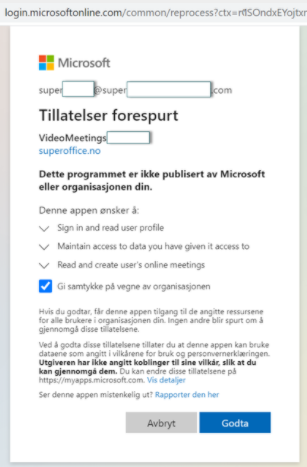 login.microsoftonline.com/common/reprocess?ctx=
Microsoft
super @super .com
Tillatelser forespurt
VideoMeetings
superoffice.no
Dette programmet er ikke publisert av Microsoft
eller organisasjonen din.
Denne appen ønsker å:
Sign in and read user profile
Maintain access to data you have given it access to
Read and create user's online meetings
Gi samtykke på vegne av organisasjonen
Hvis du godtar, får denne appen tilgang til de angitte ressursene
for alle brukere i organisasjonen din. Ingen andre blir spurt om å
gjennomgå disse tillatelsene.
Ved å godta disse tillatelsene tillater du at denne appen kan bruke
dataene som angitt i vilkårene for bruk og personvernerklæringen.
Utgiveren har ikke angitt koblinger til sine vilkår, slik at du
kan gjennomgå dem. Du kan endre disse tillatelsene på
https://myapps.microsoft.com. Vis detaljer
Ser denne appen mistenkelig ut? Rapporter den her
Avbryt Godta